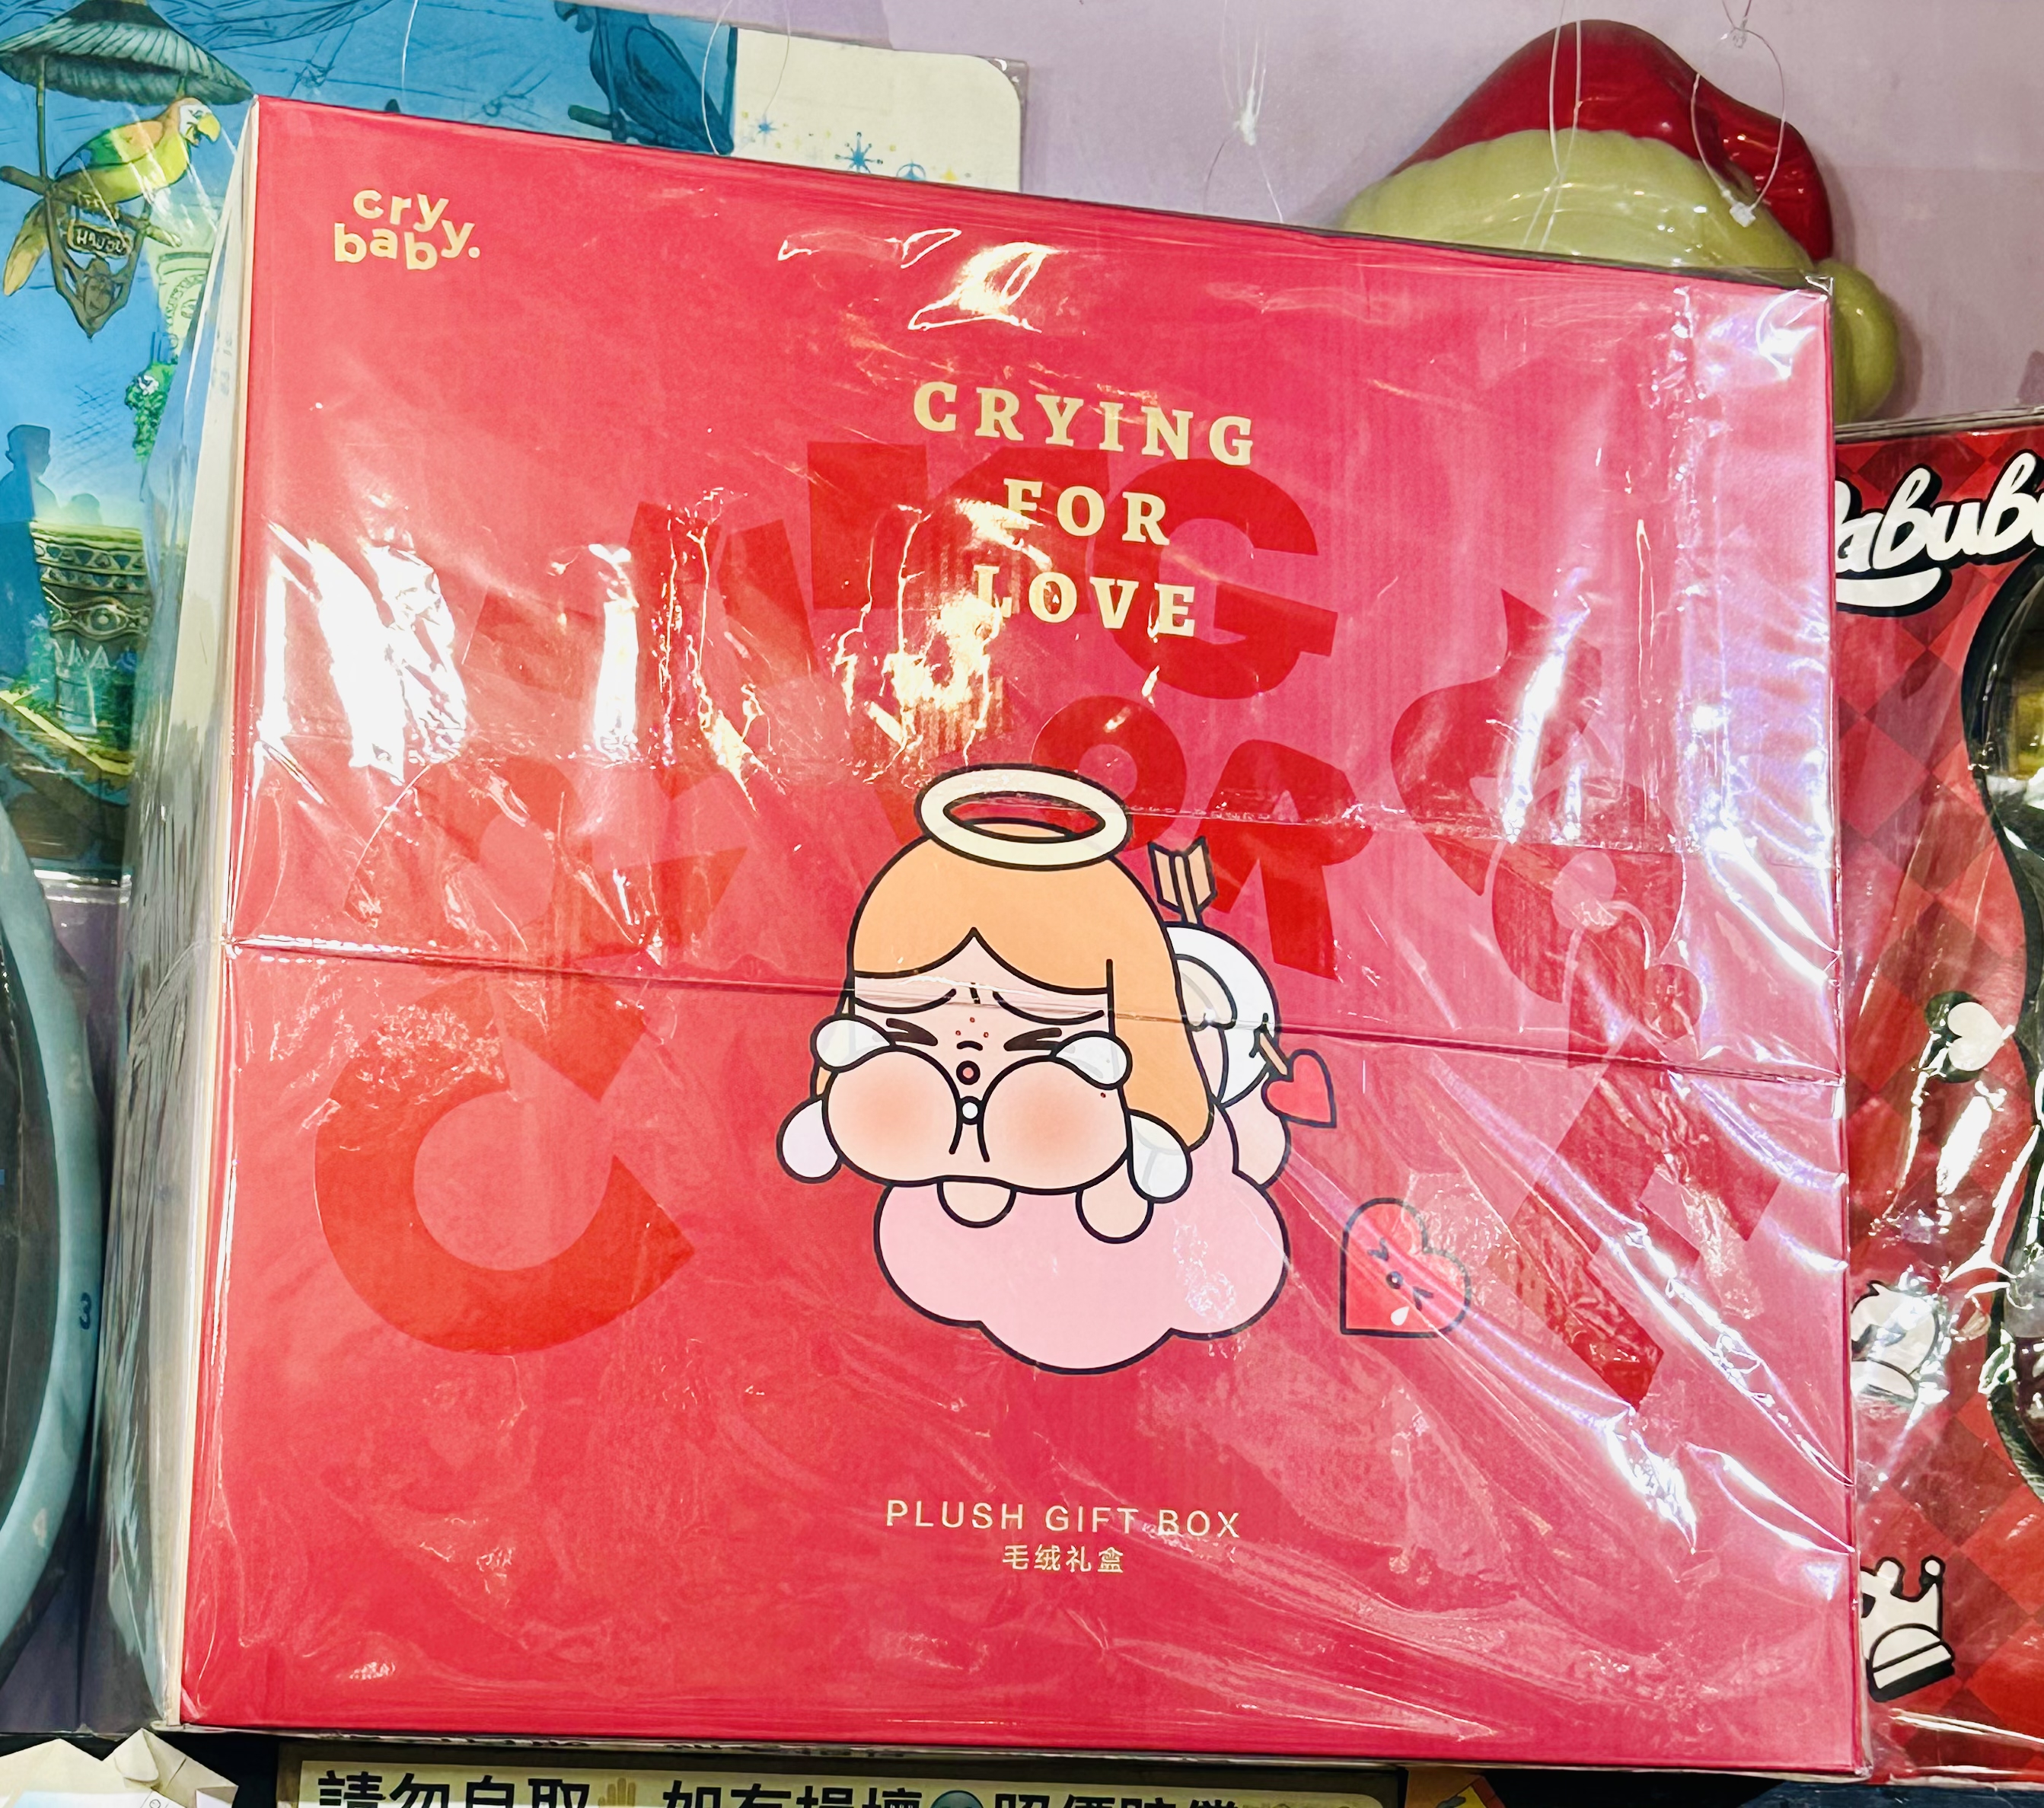 cry
baby.
CRYING
FOR
LOVE
PLUSH GIFT BOX
毛绒礼盒
3
請勿自取 如有損壞 照價賠償